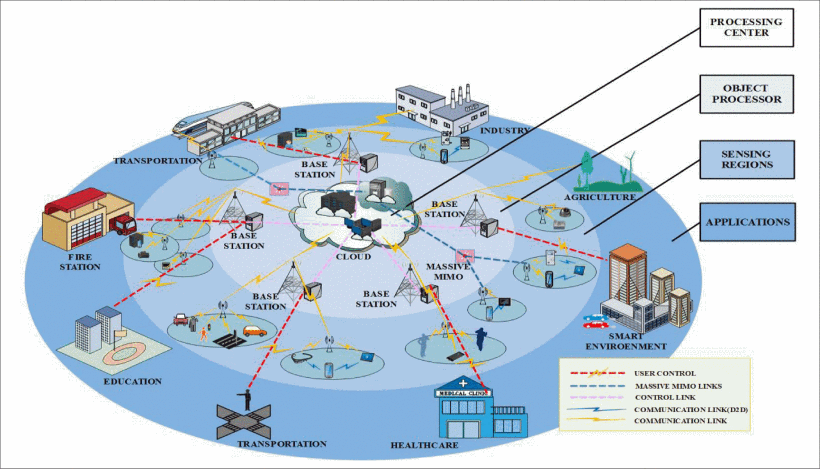 PROCESSING
CENTER
OBJECT
PROCESSOR
SENSING
REGIONS
APPLICATIONS
INDUSTRY
TRANSPORTATION
BASE
STATION
AGRICULTURE
BASE
STATION
FIRE
STATION
BASE
STATION
CLOUD
MASSIVE
MIMO
BASE
STATION
BASE
STATION
SMART
ENVIROENMENT
EDUCATION
MEDLCAL CLINIC
TRANSPORTATION
HEALTHCARE
USER CONTROL
MASSIVE MIMO LINKS
CONTROL LINK
COMMUNICATION LINK(D2D)
COMMUNICATION LINK